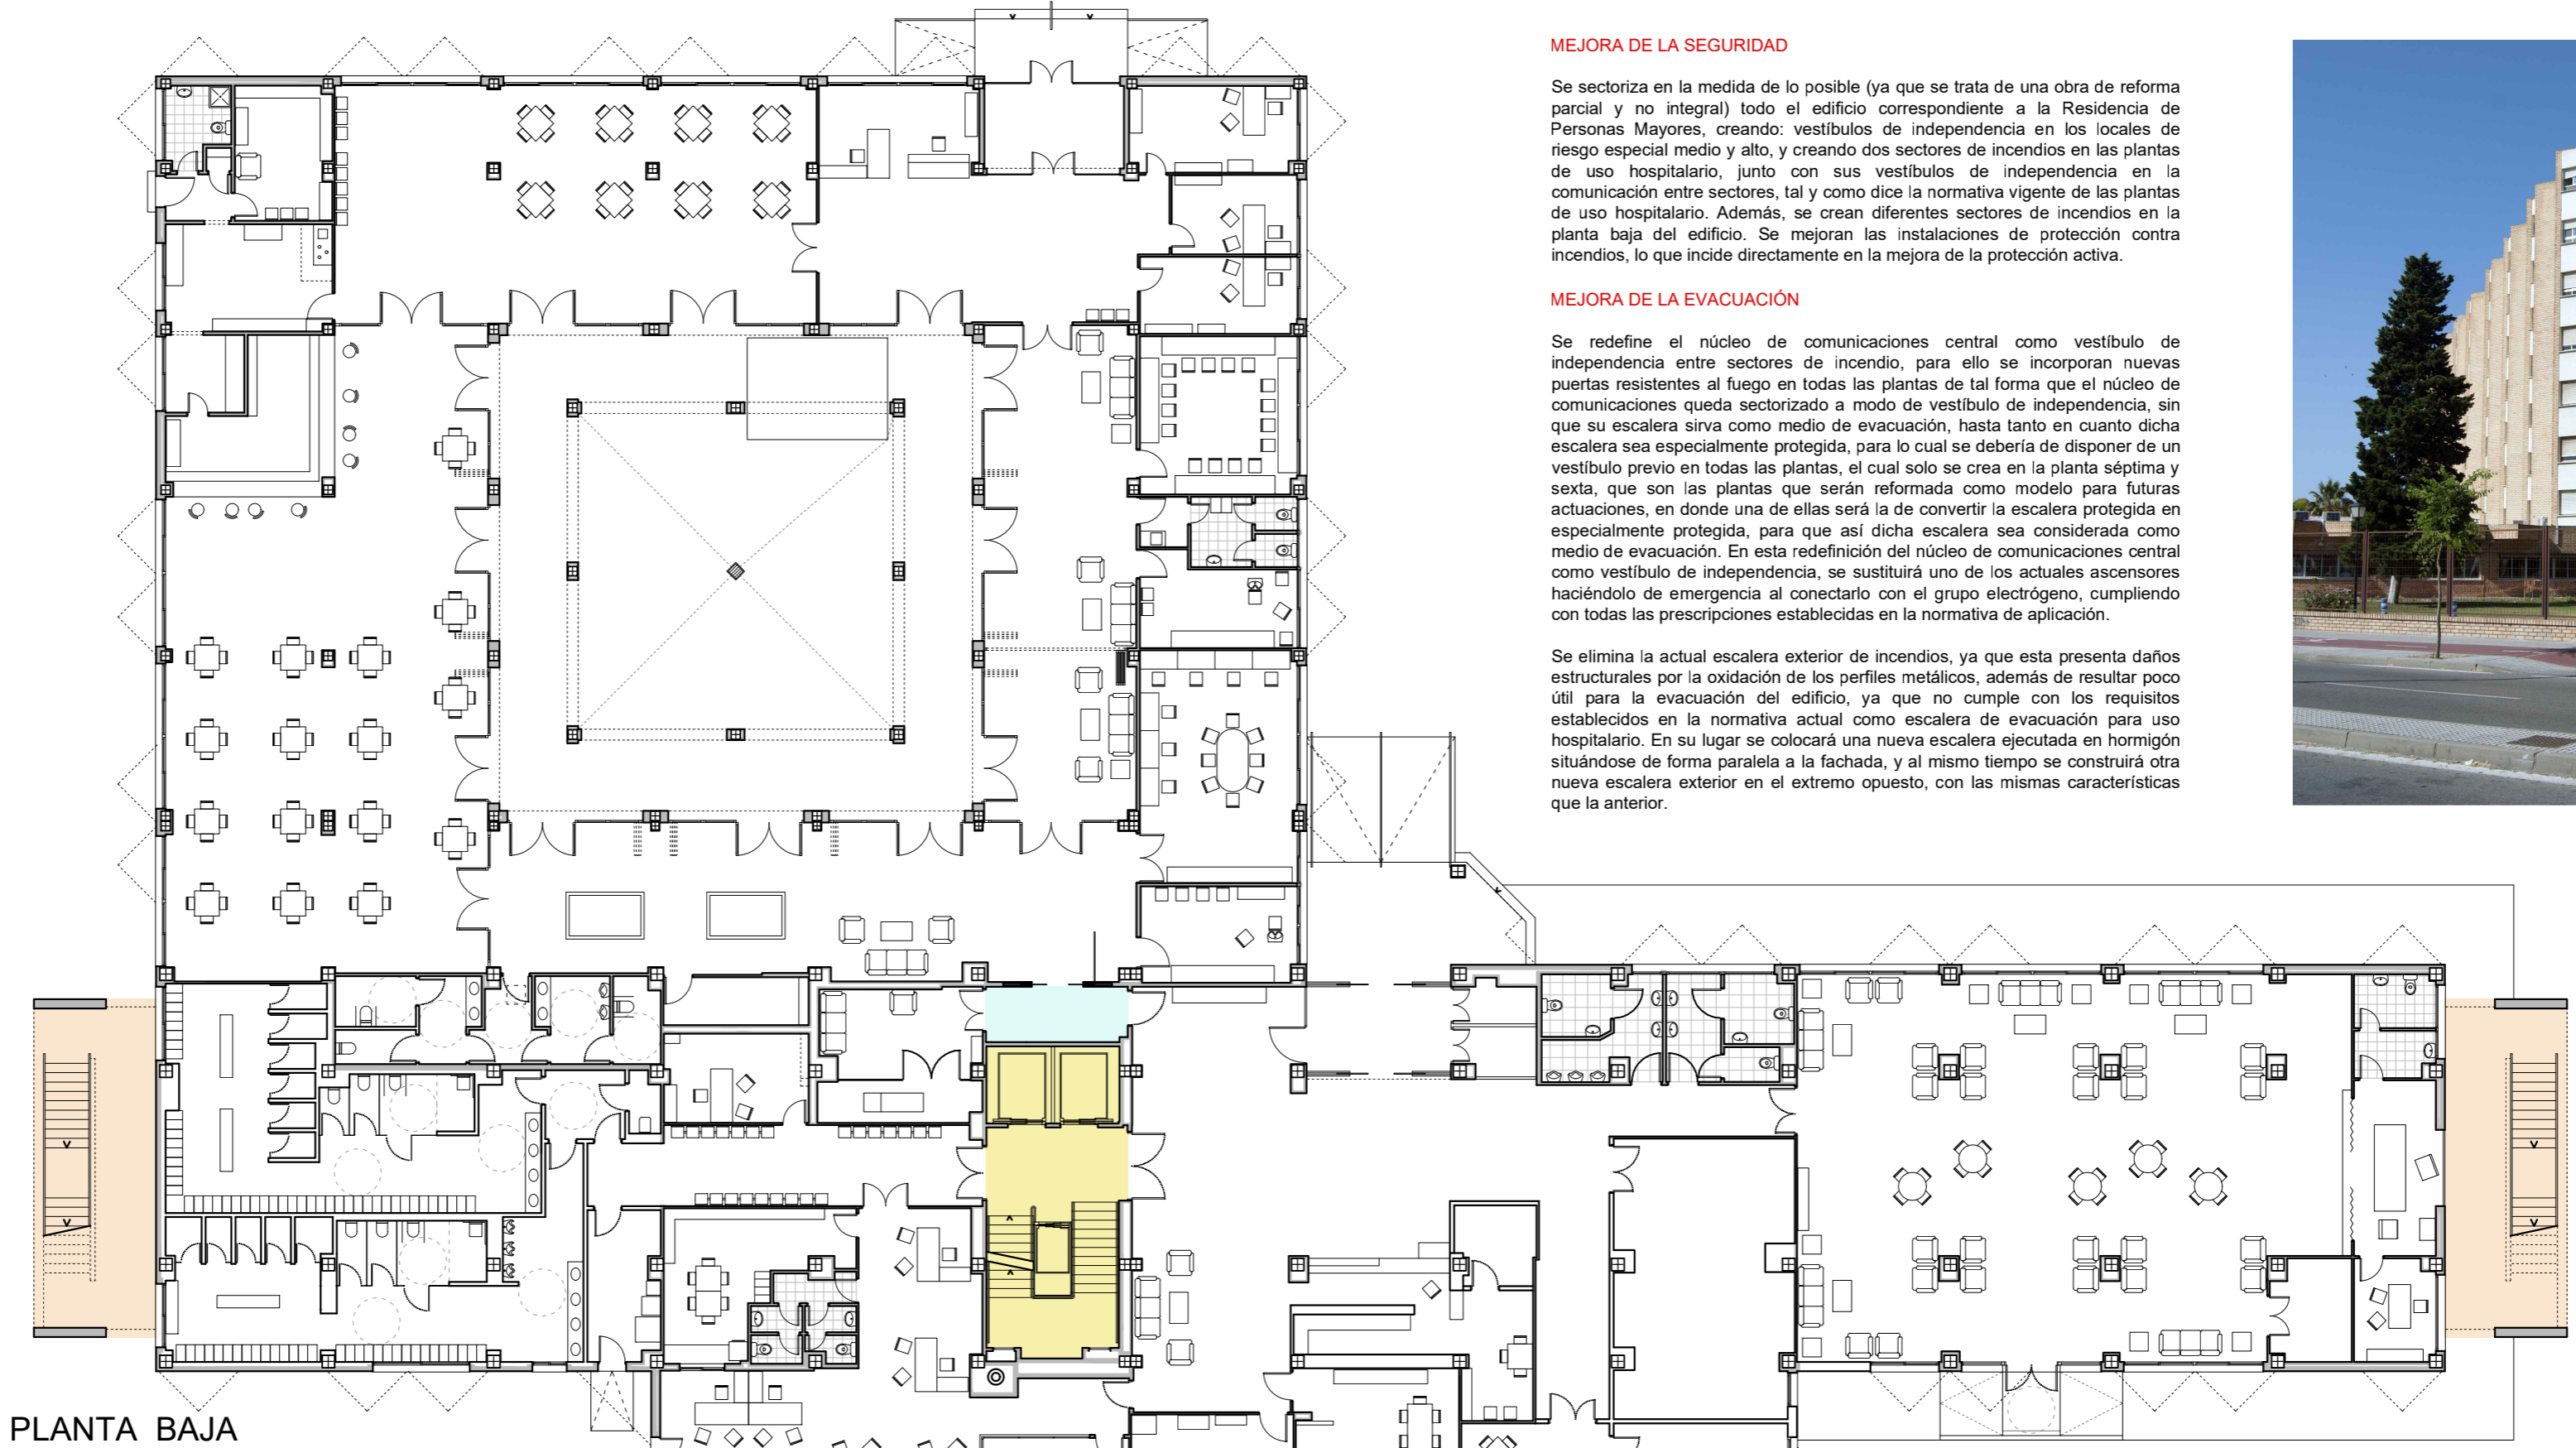 MEJORA DE LA SEGURIDAD
Se sectoriza en la medida de lo posible (ya que se trata de una obra de reforma
parcial y no integral) todo el edificio correspondiente a la Residencia de
Personas Mayores, creando: vestíbulos de independencia en los locales de
riesgo especial medio y alto, y creando dos sectores de incendios en las plantas
de uso hospitalario, junto con sus vestíbulos de independencia en la
comunicación entre sectores, tal y como dice la normativa vigente de las plantas
de uso hospitalario. Además, se crean diferentes sectores de incendios en la
planta baja del edificio. Se mejoran las instalaciones de protección contra
incendios, lo que incide directamente en la mejora de la protección activa.
MEJORA DE LA EVACUACIÓN
Se redefine el núcleo de comunicaciones central como vestíbulo de
independencia entre sectores de incendio, para ello se incorporan nuevas
puertas resistentes al fuego en todas las plantas de tal forma que el núcleo de
comunicaciones queda sectorizado a modo de vestíbulo de independencia, sin
que su escalera sirva como medio de evacuación, hasta tanto en cuanto dicha
escalera sea especialmente protegida, para lo cual se debería de disponer de un
vestíbulo previo en todas las plantas, el cual solo se crea en la planta séptima y
sexta, que son las plantas que serán reformada como modelo para futuras
actuaciones, en donde una de ellas será la de convertir la escalera protegida en
especialmente protegida, para que así dicha escalera sea considerada como
medio de evacuación. En esta redefinición del núcleo de comunicaciones central
como vestíbulo de independencia, se sustituirá uno de los actuales ascensores
haciéndolo de emergencia al conectarlo con el grupo electrógeno, cumpliendo
con todas las prescripciones establecidas en la normativa de aplicación.
Se elimina la actual escalera exterior de incendios, ya que esta presenta daños
estructurales por la oxidación de los perfiles metálicos, además de resultar poco
útil para la evacuación del edificio, ya que no cumple con los requisitos
establecidos en la normativa actual como escalera de evacuación para uso
hospitalario. En su lugar se colocará una nueva escalera ejecutada en hormigón
situándose de forma paralela a la fachada, y al mismo tiempo se construirá otra
nueva escalera exterior en el extremo opuesto, con las mismas características
que la anterior.
PLANTA BAJA